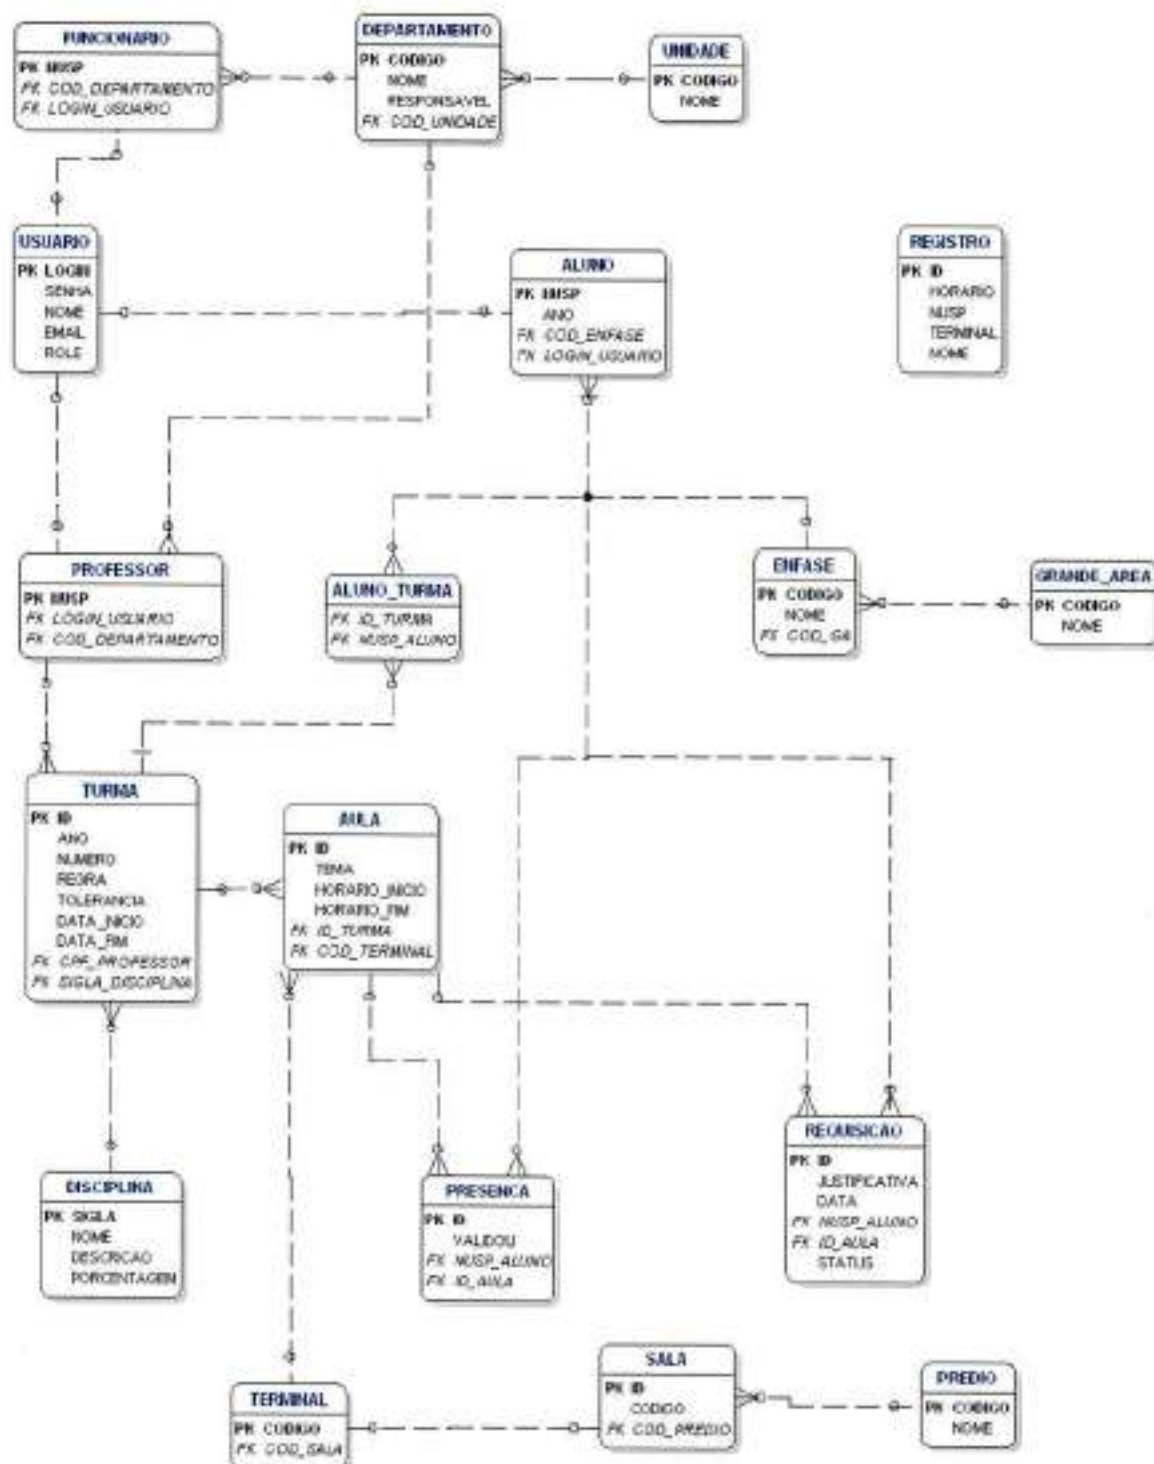 FUNCIONARIO
PK NUSP
FK COD_DEPARTAMENTO
FK LOGIN_USUARIO
DEPARTAMENTO
PK CODIGO
NOME
RESPONSAVEL
FK COD_UNIDADE
UNIDADE
PK CODIGO
NOME
USUARIO
PK LOGIN
SENHA
NOME
EMAIL
ROLE
ALUNO
PK NUSP
ANO
FK COD_ENFASE
FK LOGIN_USUARIO
REGISTRO
PK ID
HORARIO
NUSP
TERMINAL
NOME
PROFESSOR
PK NUSP
FK LOGIN_USUARIO
FK COD_DEPARTAMENTO
ALUNO_TURMA
FK ID_TURMA
FK NUSP_ALUNO
ENFASE
PK CODIGO
NOME
FK COD_GA
GRANDE_AREA
PK CODIGO
NOME
TURMA
PK ID
ANO
NUMERO
REGRA
TOLERANCIA
DATA_INICIO
DATA_FIM
FK CPF_PROFESSOR
FK SIGLA_DISCIPLINA
AULA
PK ID
TEMA
HORARIO_INICIO
HORARIO_FIM
FK ID_TURMA
FK COD_TERMINAL
DISCIPLINA
PK SIGLA
NOME
DESCRICAO
PORCENTAGEM
PRESENCA
PK ID
VALIDOU
FK NUSP_ALUNO
FK ID_AULA
REQUISICAO
PK ID
JUSTIFICATIVA
DATA
FK NUSP_ALUNO
FK ID_AULA
STATUS
TERMINAL
PK CODIGO
FK COD_SALA
SALA
PK ID
CODIGO
FK COD_PREDIO
PREDIO
PK CODIGO
NOME